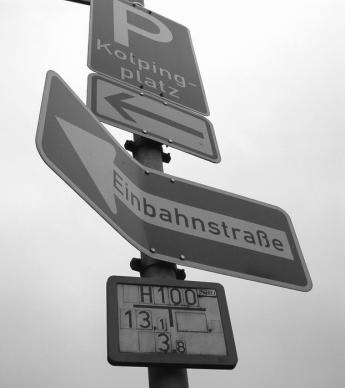 P
Kolping-
platz
Einbahnstraße
H100
13.1
3.8